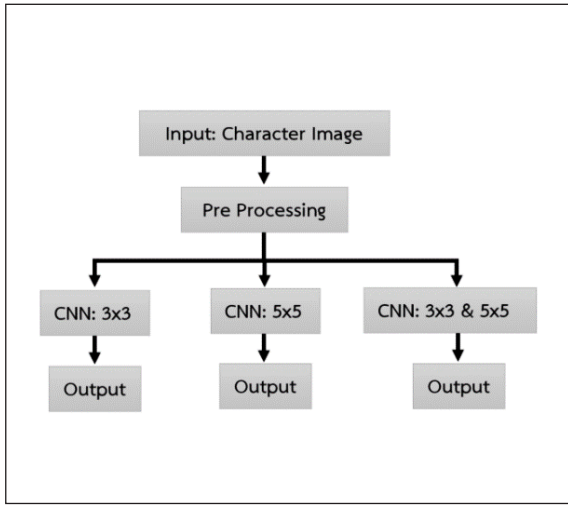 Input: Character Image
Pre Processing
CNN: 3x3
CNN: 5x5
CNN: 3x3 & 5x5
Output
Output
Output